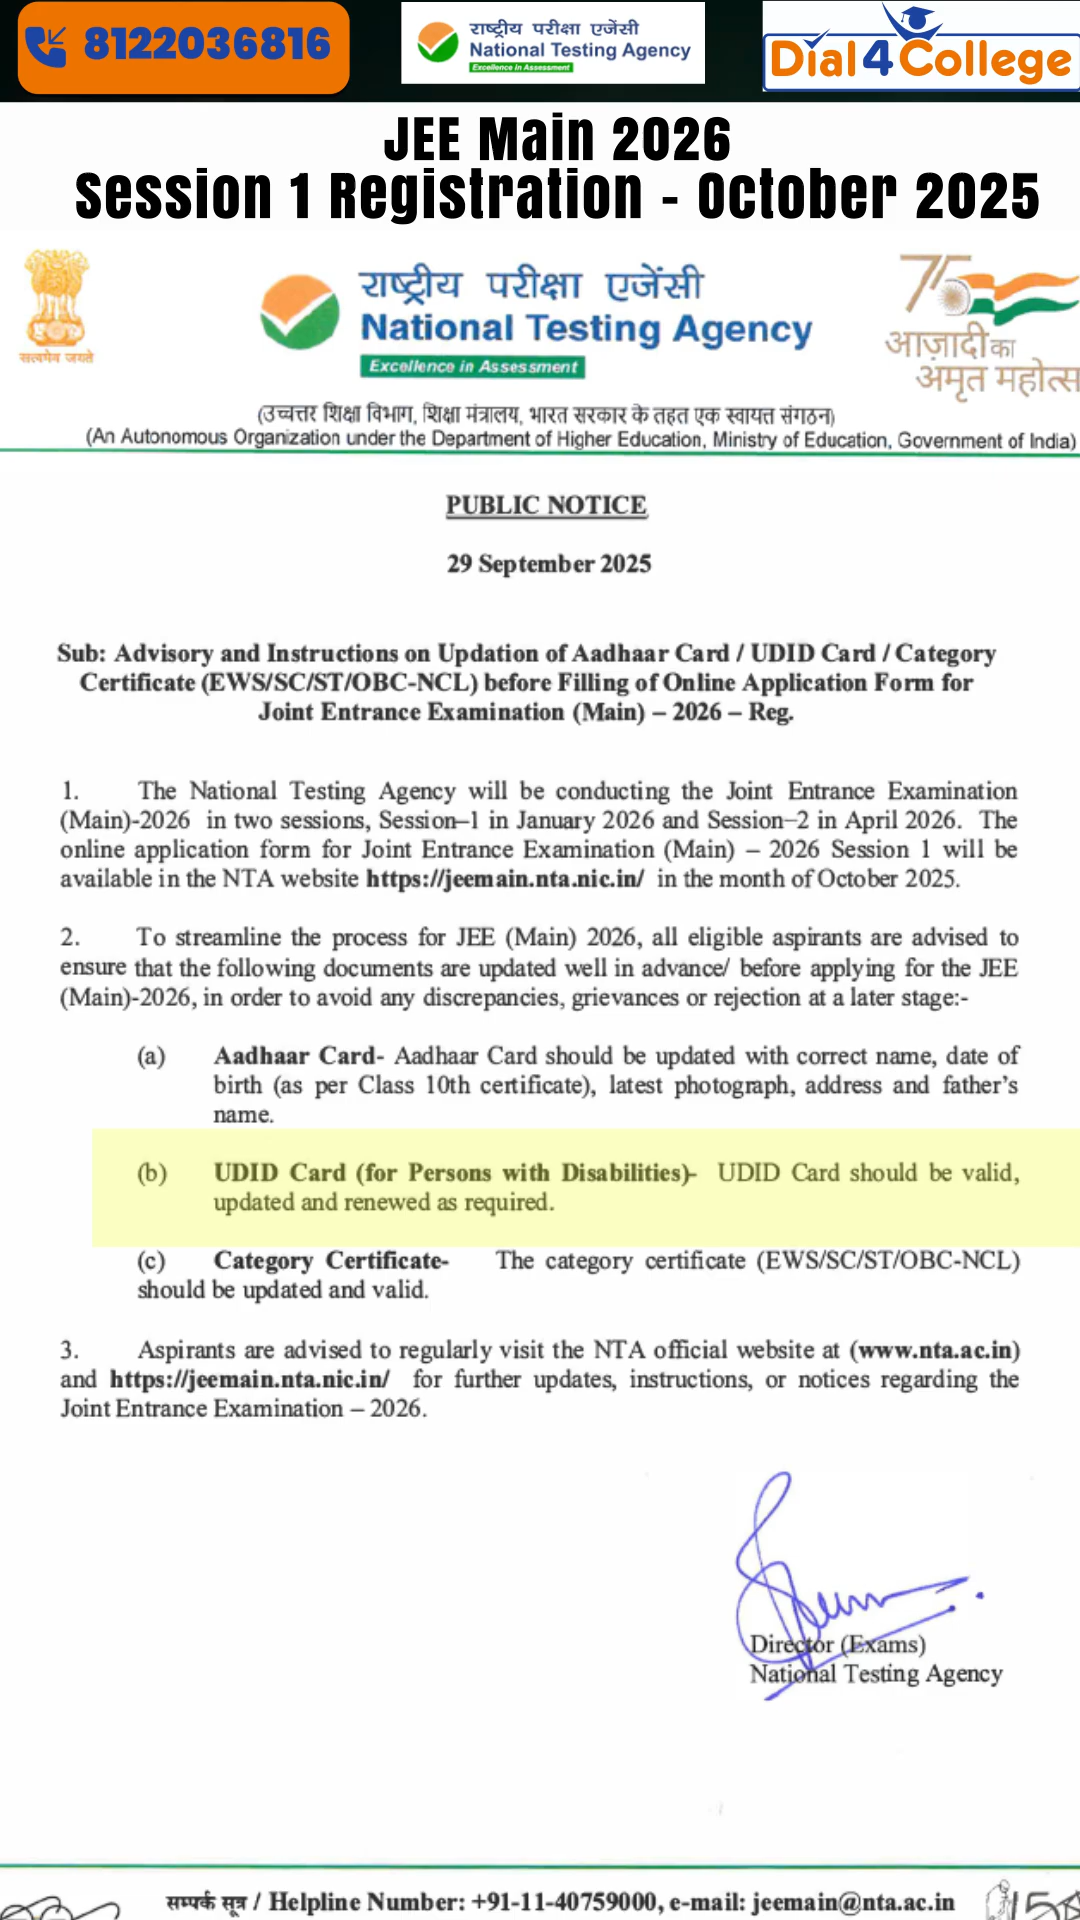 8122036816
राष्ट्रीय परीक्षा एजेंसी
National Testing Agency
Excellence in Assessment
Dial4College
JEE Main 2026
Session 1 Registration - October 2025
सत्यमेव जयते
राष्ट्रीय परीक्षा एजेंसी
National Testing Agency
Excellence in Assessment
75
आज़ादी का
अमृत महोत्स
(उच्चत्तर शिक्षा विभाग, शिक्षा मंत्रालय, भारत सरकार के तहत एक स्वायत्त संगठन)
(An Autonomous Organization under the Department of Higher Education, Ministry of Education, Government of India)
PUBLIC NOTICE
29 September 2025
Sub: Advisory and Instructions on Updation of Aadhaar Card / UDID Card / Category
Certificate (EWS/SC/ST/OBC-NCL) before Filling of Online Application Form for
Joint Entrance Examination (Main) – 2026 – Reg.
1. The National Testing Agency will be conducting the Joint Entrance Examination
(Main)-2026 in two sessions, Session–1 in January 2026 and Session–2 in April 2026. The
online application form for Joint Entrance Examination (Main) – 2026 Session 1 will be
available in the NTA website https://jeemain.nta.nic.in/ in the month of October 2025.
2. To streamline the process for JEE (Main) 2026, all eligible aspirants are advised to
ensure that the following documents are updated well in advance/ before applying for the JEE
(Main)-2026, in order to avoid any discrepancies, grievances or rejection at a later stage:-
(a) Aadhaar Card- Aadhaar Card should be updated with correct name, date of
birth (as per Class 10th certificate), latest photograph, address and father's
name.
(b) UDID Card (for Persons with Disabilities)- UDID Card should be valid,
updated and renewed as required.
(c) Category Certificate- The category certificate (EWS/SC/ST/OBC-NCL)
should be updated and valid.
3. Aspirants are advised to regularly visit the NTA official website at (www.nta.ac.in)
and https://jeemain.nta.nic.in/ for further updates, instructions, or notices regarding the
Joint Entrance Examination – 2026.
Director (Exams)
National Testing Agency
सम्पर्क सूत्र / Helpline Number: +91-11-40759000, e-mail: jeemain@nta.ac.in